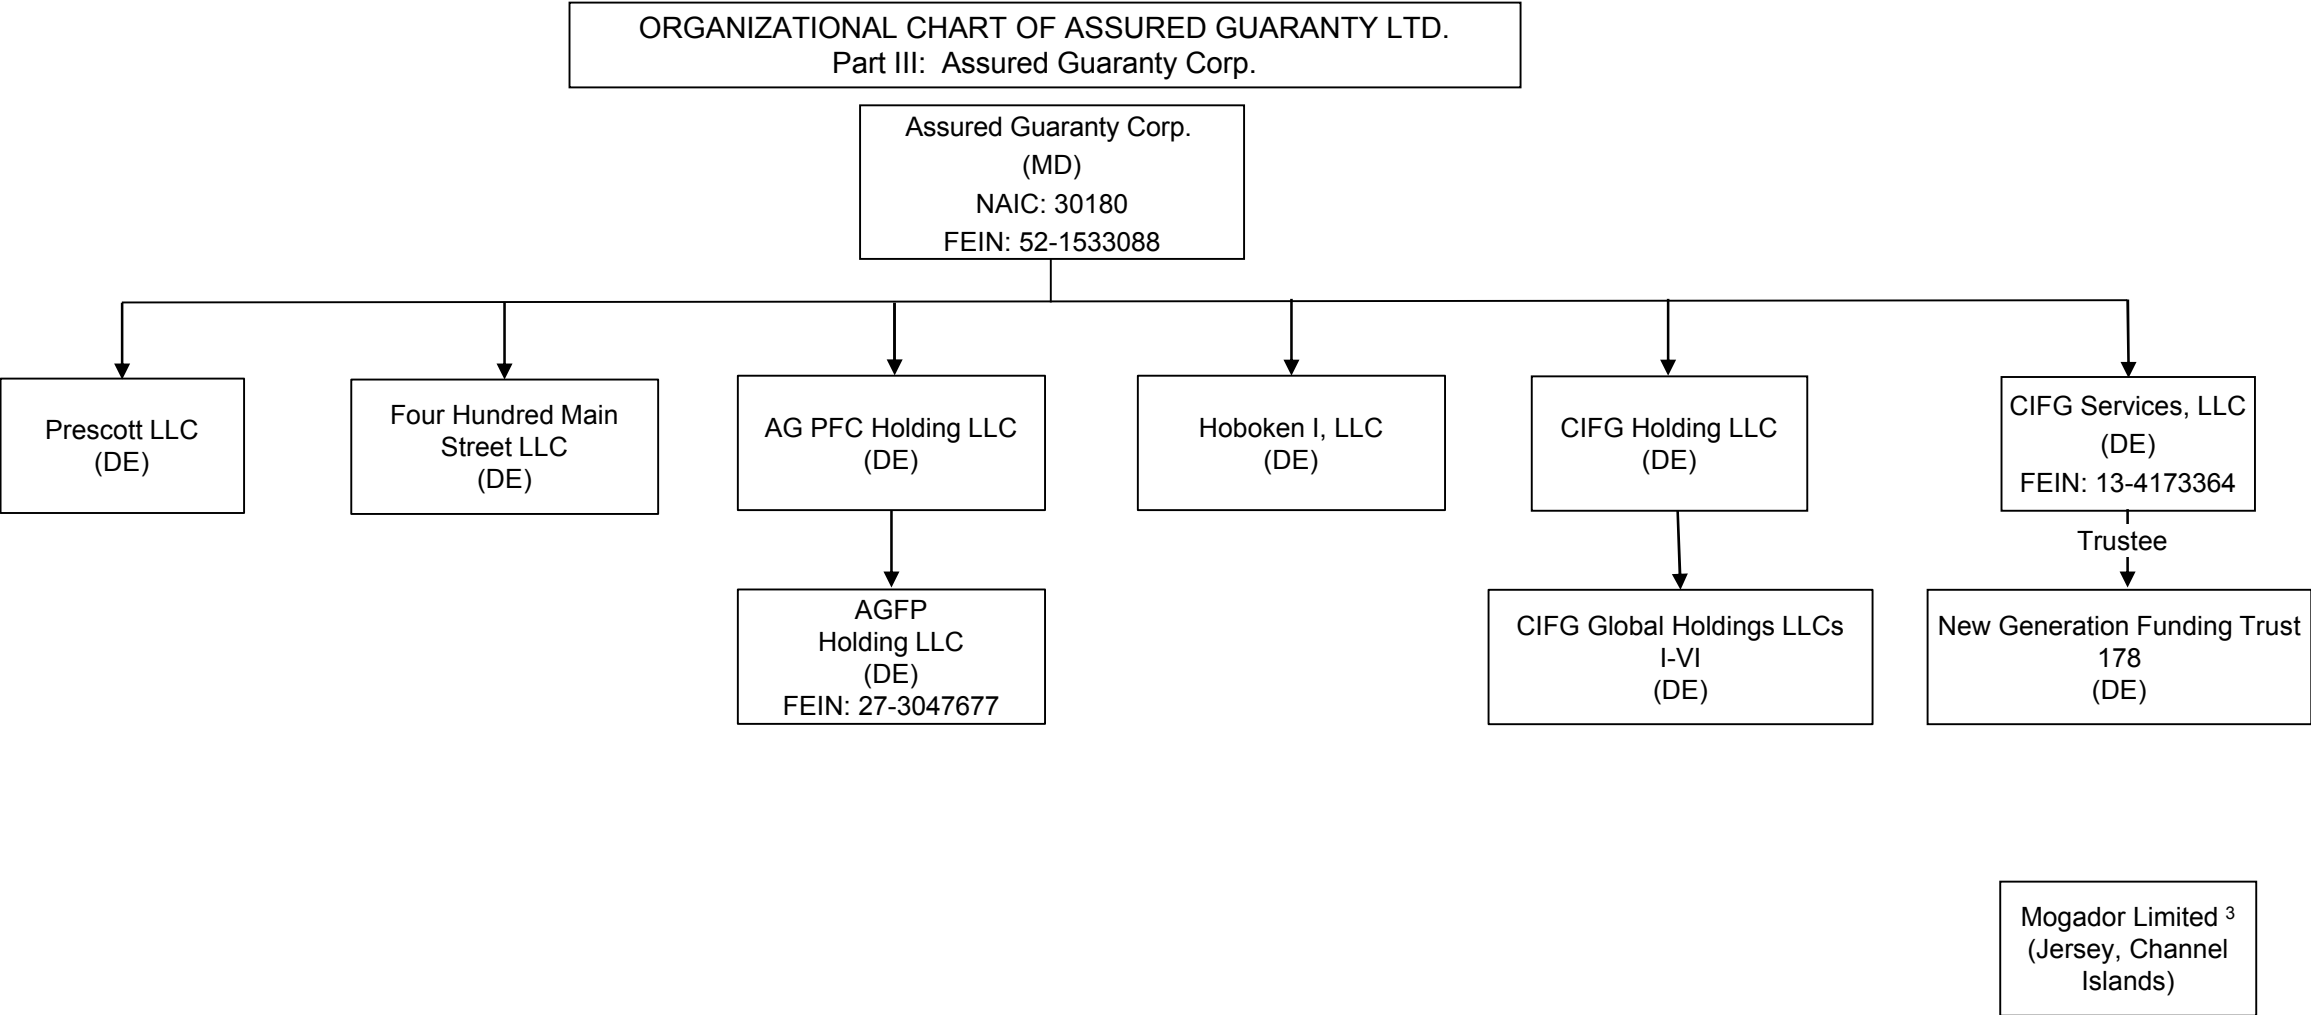 ORGANIZATIONAL CHART OF ASSURED GUARANTY LTD.
Part III: Assured Guaranty Corp.
Assured Guaranty Corp.
(MD)
NAIC: 30180
FEIN: 52-1533088
Prescott LLC
(DE)
Four Hundred Main
Street LLC
(DE)
AG PFC Holding LLC
(DE)
Hoboken I, LLC
(DE)
CIFG Holding LLC
(DE)
CIFG Services, LLC
(DE)
FEIN: 13-4173364
Trustee
AGFP
Holding LLC
(DE)
FEIN: 27-3047677
CIFG Global Holdings LLCs
I-VI
(DE)
New Generation Funding Trust
178
(DE)
Mogador Limited ³
(Jersey, Channel
Islands)